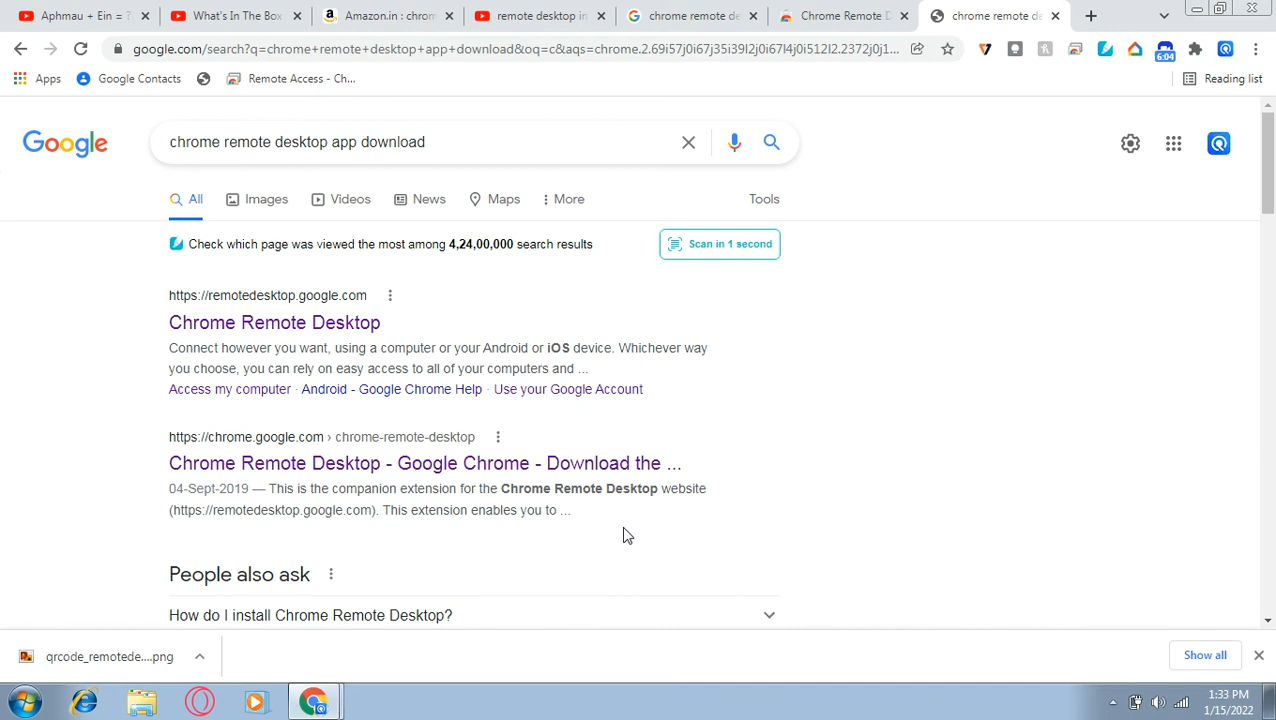 Aphmau + Ein = ?
What's In The Box
Amazon.in : chrom
remote desktop in
chrome remote de
Chrome Remote D
chrome remote de
google.com/search?q=chrome+remote+desktop+app+download&oq=c&aqs=chrome.2.69i57j0i67j35i39l2j0i67l4j0i512l2.2372j0j1...
6:04
Apps
Google Contacts
Remote Access - Ch...
Reading list
Google
chrome remote desktop app download
All
Images
Videos
News
Maps
More
Tools
Check which page was viewed the most among 4,24,00,000 search results
Scan in 1 second
https://remotedesktop.google.com
Chrome Remote Desktop
Connect however you want, using a computer or your Android or iOS device. Whichever way
you choose, you can rely on easy access to all of your computers and ...
Access my computer · Android - Google Chrome Help · Use your Google Account
https://chrome.google.com › chrome-remote-desktop
Chrome Remote Desktop - Google Chrome - Download the ...
04-Sept-2019 — This is the companion extension for the Chrome Remote Desktop website
(https://remotedesktop.google.com). This extension enables you to ...
People also ask
How do I install Chrome Remote Desktop?
qrcode_remotede....png
Show all
1:33 PM
1/15/2022